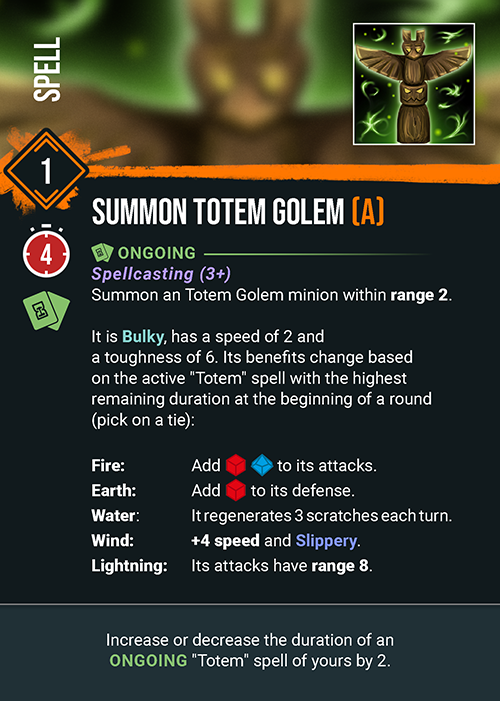 SPELL
1
SUMMON TOTEM GOLEM (A)
4
ONGOING
Spellcasting (3+)
Summon an Totem Golem minion within range 2.
It is Bulky, has a speed of 2 and
a toughness of 6. Its benefits change based
on the active "Totem" spell with the highest
remaining duration at the beginning of a round
(pick on a tie):
Fire: Add to its attacks.
Earth: Add to its defense.
Water: It regenerates 3 scratches each turn.
Wind: +4 speed and Slippery.
Lightning: Its attacks have range 8.
Increase or decrease the duration of an
ONGOING "Totem" spell of yours by 2.